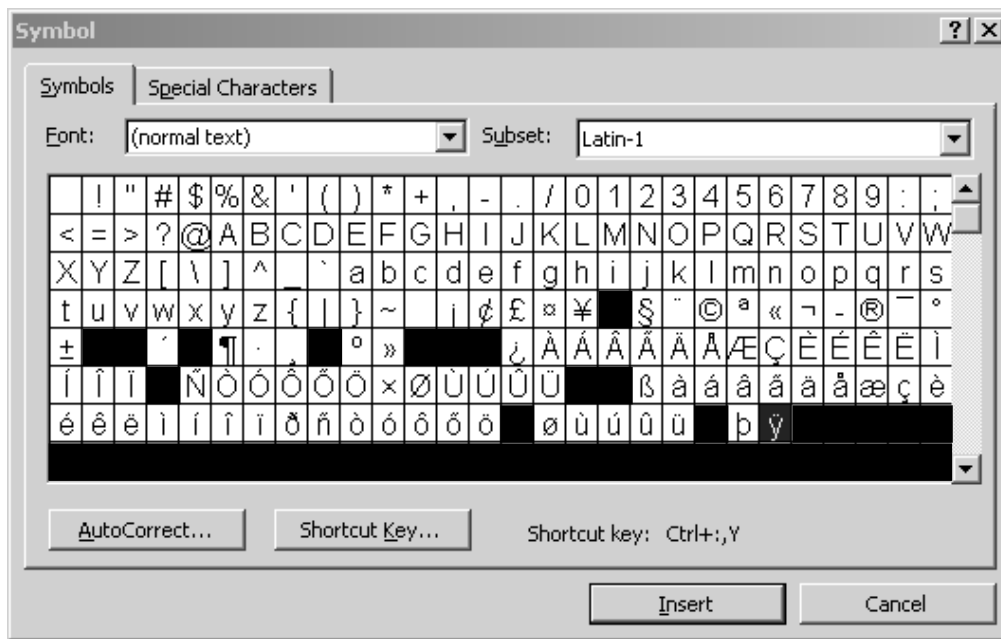 Symbol
Symbols Special Characters
Font: (normal text) Subset: Latin-1
! " # $ % & ' ( ) * + , - . / 0 1 2 3 4 5 6 7 8 9 : ;
< = > ? @ A B C D E F G H I J K L M N O P Q R S T U V W
X Y Z [ \ ] ^ _ ` a b c d e f g h i j k l m n o p q r s
t u v w x y z { | } ~ ¡ ¢ £ ¤ ¥ § ¨ © ª « ¬ - ® ¯ °
± ´ ¶ · ¸ º » ¿ À Á Â Ã Ä Å Æ Ç È É Ê Ë Ì
Í Î Ï Ñ Ò Ó Ô Õ Ö × Ø Ù Ú Û Ü ß à á â ã ä å æ ç è
é ê ë ì í î ï ð ñ ò ó ô õ ö ø ù ú û ü þ ÿ
AutoCorrect... Shortcut Key... Shortcut key: Ctrl+:,Y
Insert Cancel